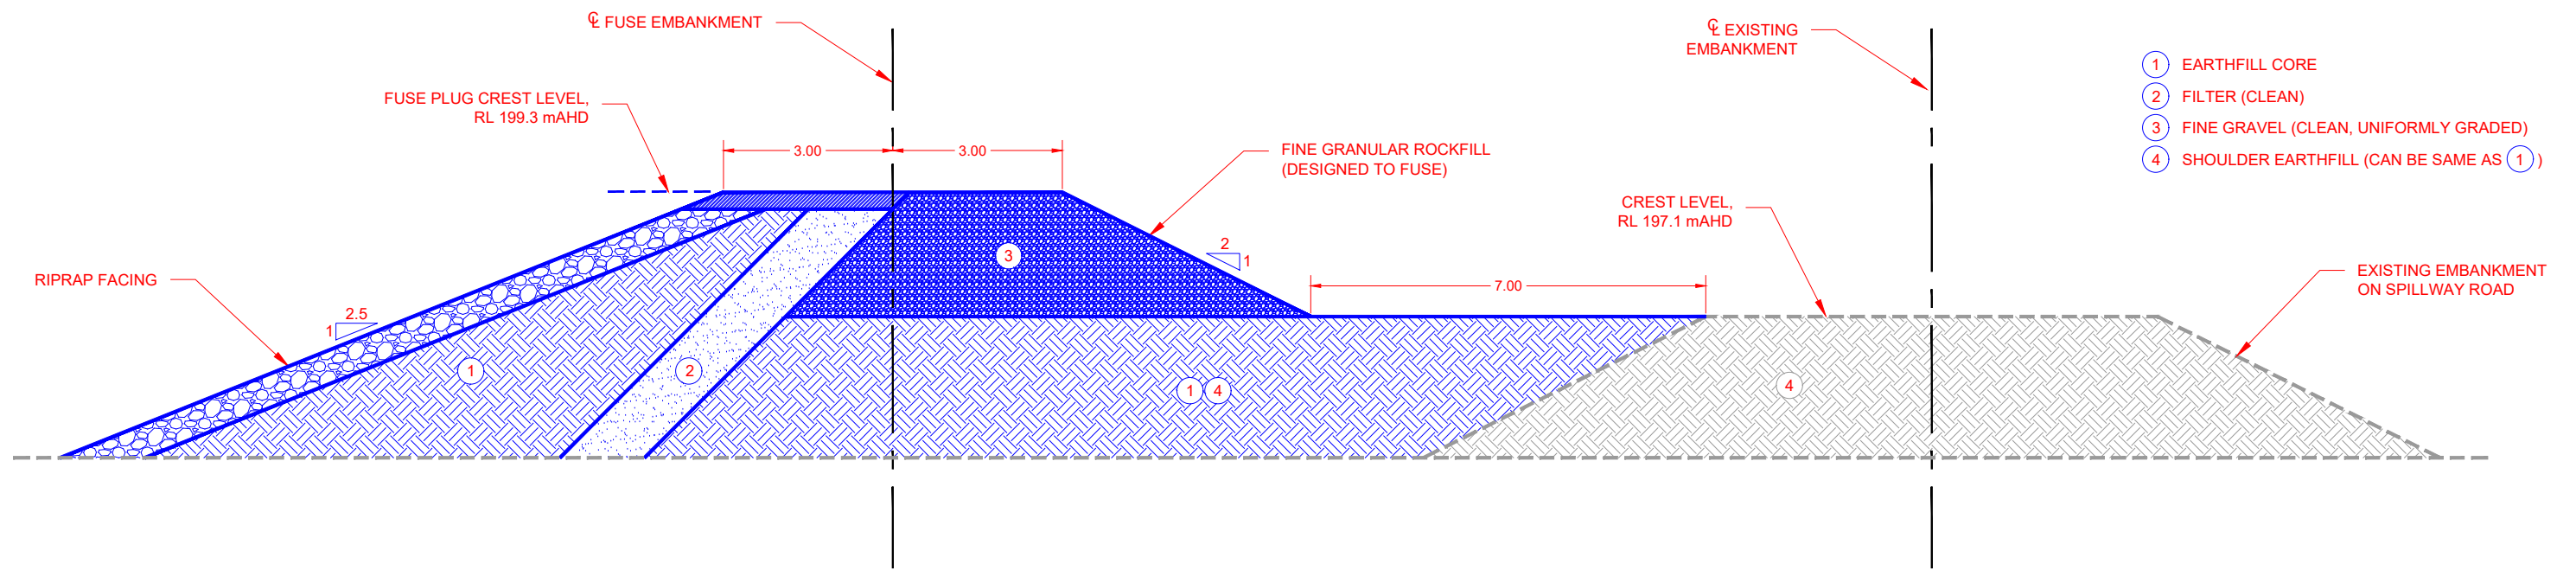 ℄ FUSE EMBANKMENT
℄ EXISTING
EMBANKMENT
1 EARTHFILL CORE
2 FILTER (CLEAN)
3 FINE GRAVEL (CLEAN, UNIFORMLY GRADED)
4 SHOULDER EARTHFILL (CAN BE SAME AS 1 )
FUSE PLUG CREST LEVEL,
RL 199.3 mAHD
3.00
3.00
FINE GRANULAR ROCKFILL
(DESIGNED TO FUSE)
CREST LEVEL,
RL 197.1 mAHD
2
1
3
RIPRAP FACING
7.00
EXISTING EMBANKMENT
ON SPILLWAY ROAD
2.5
1
1
2
1 4
4